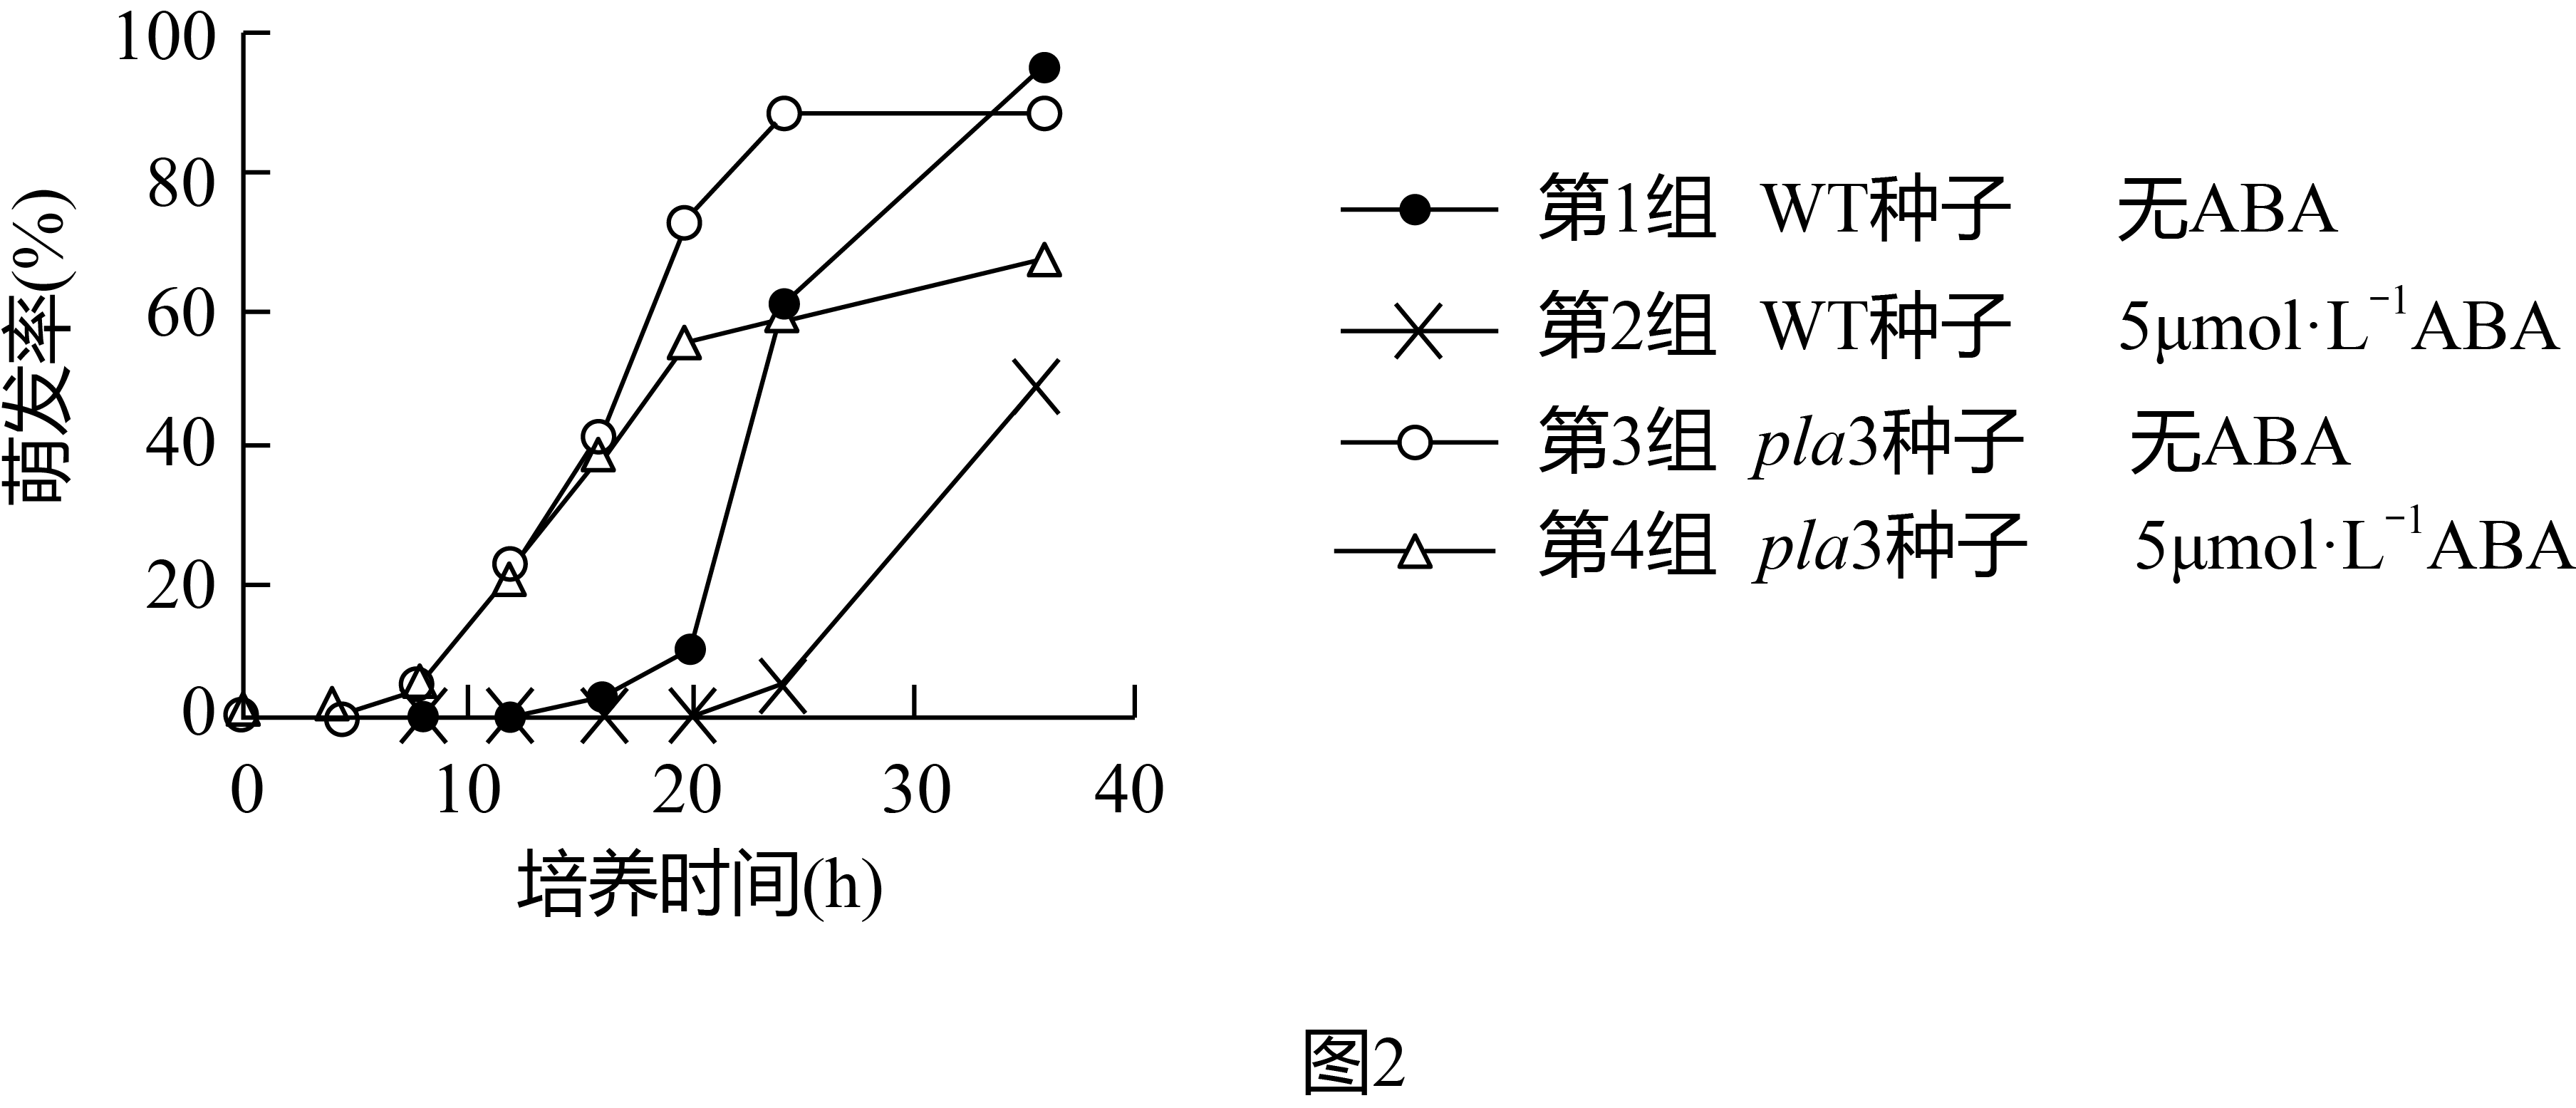 100
80
60
40
20
0
萌发率(%)
0 10 20 30 40
培养时间(h)
第1组 WT种子 无ABA
第2组 WT种子 5μmol·L⁻¹ABA
第3组 pla3种子 无ABA
第4组 pla3种子 5μmol·L⁻¹ABA
图2